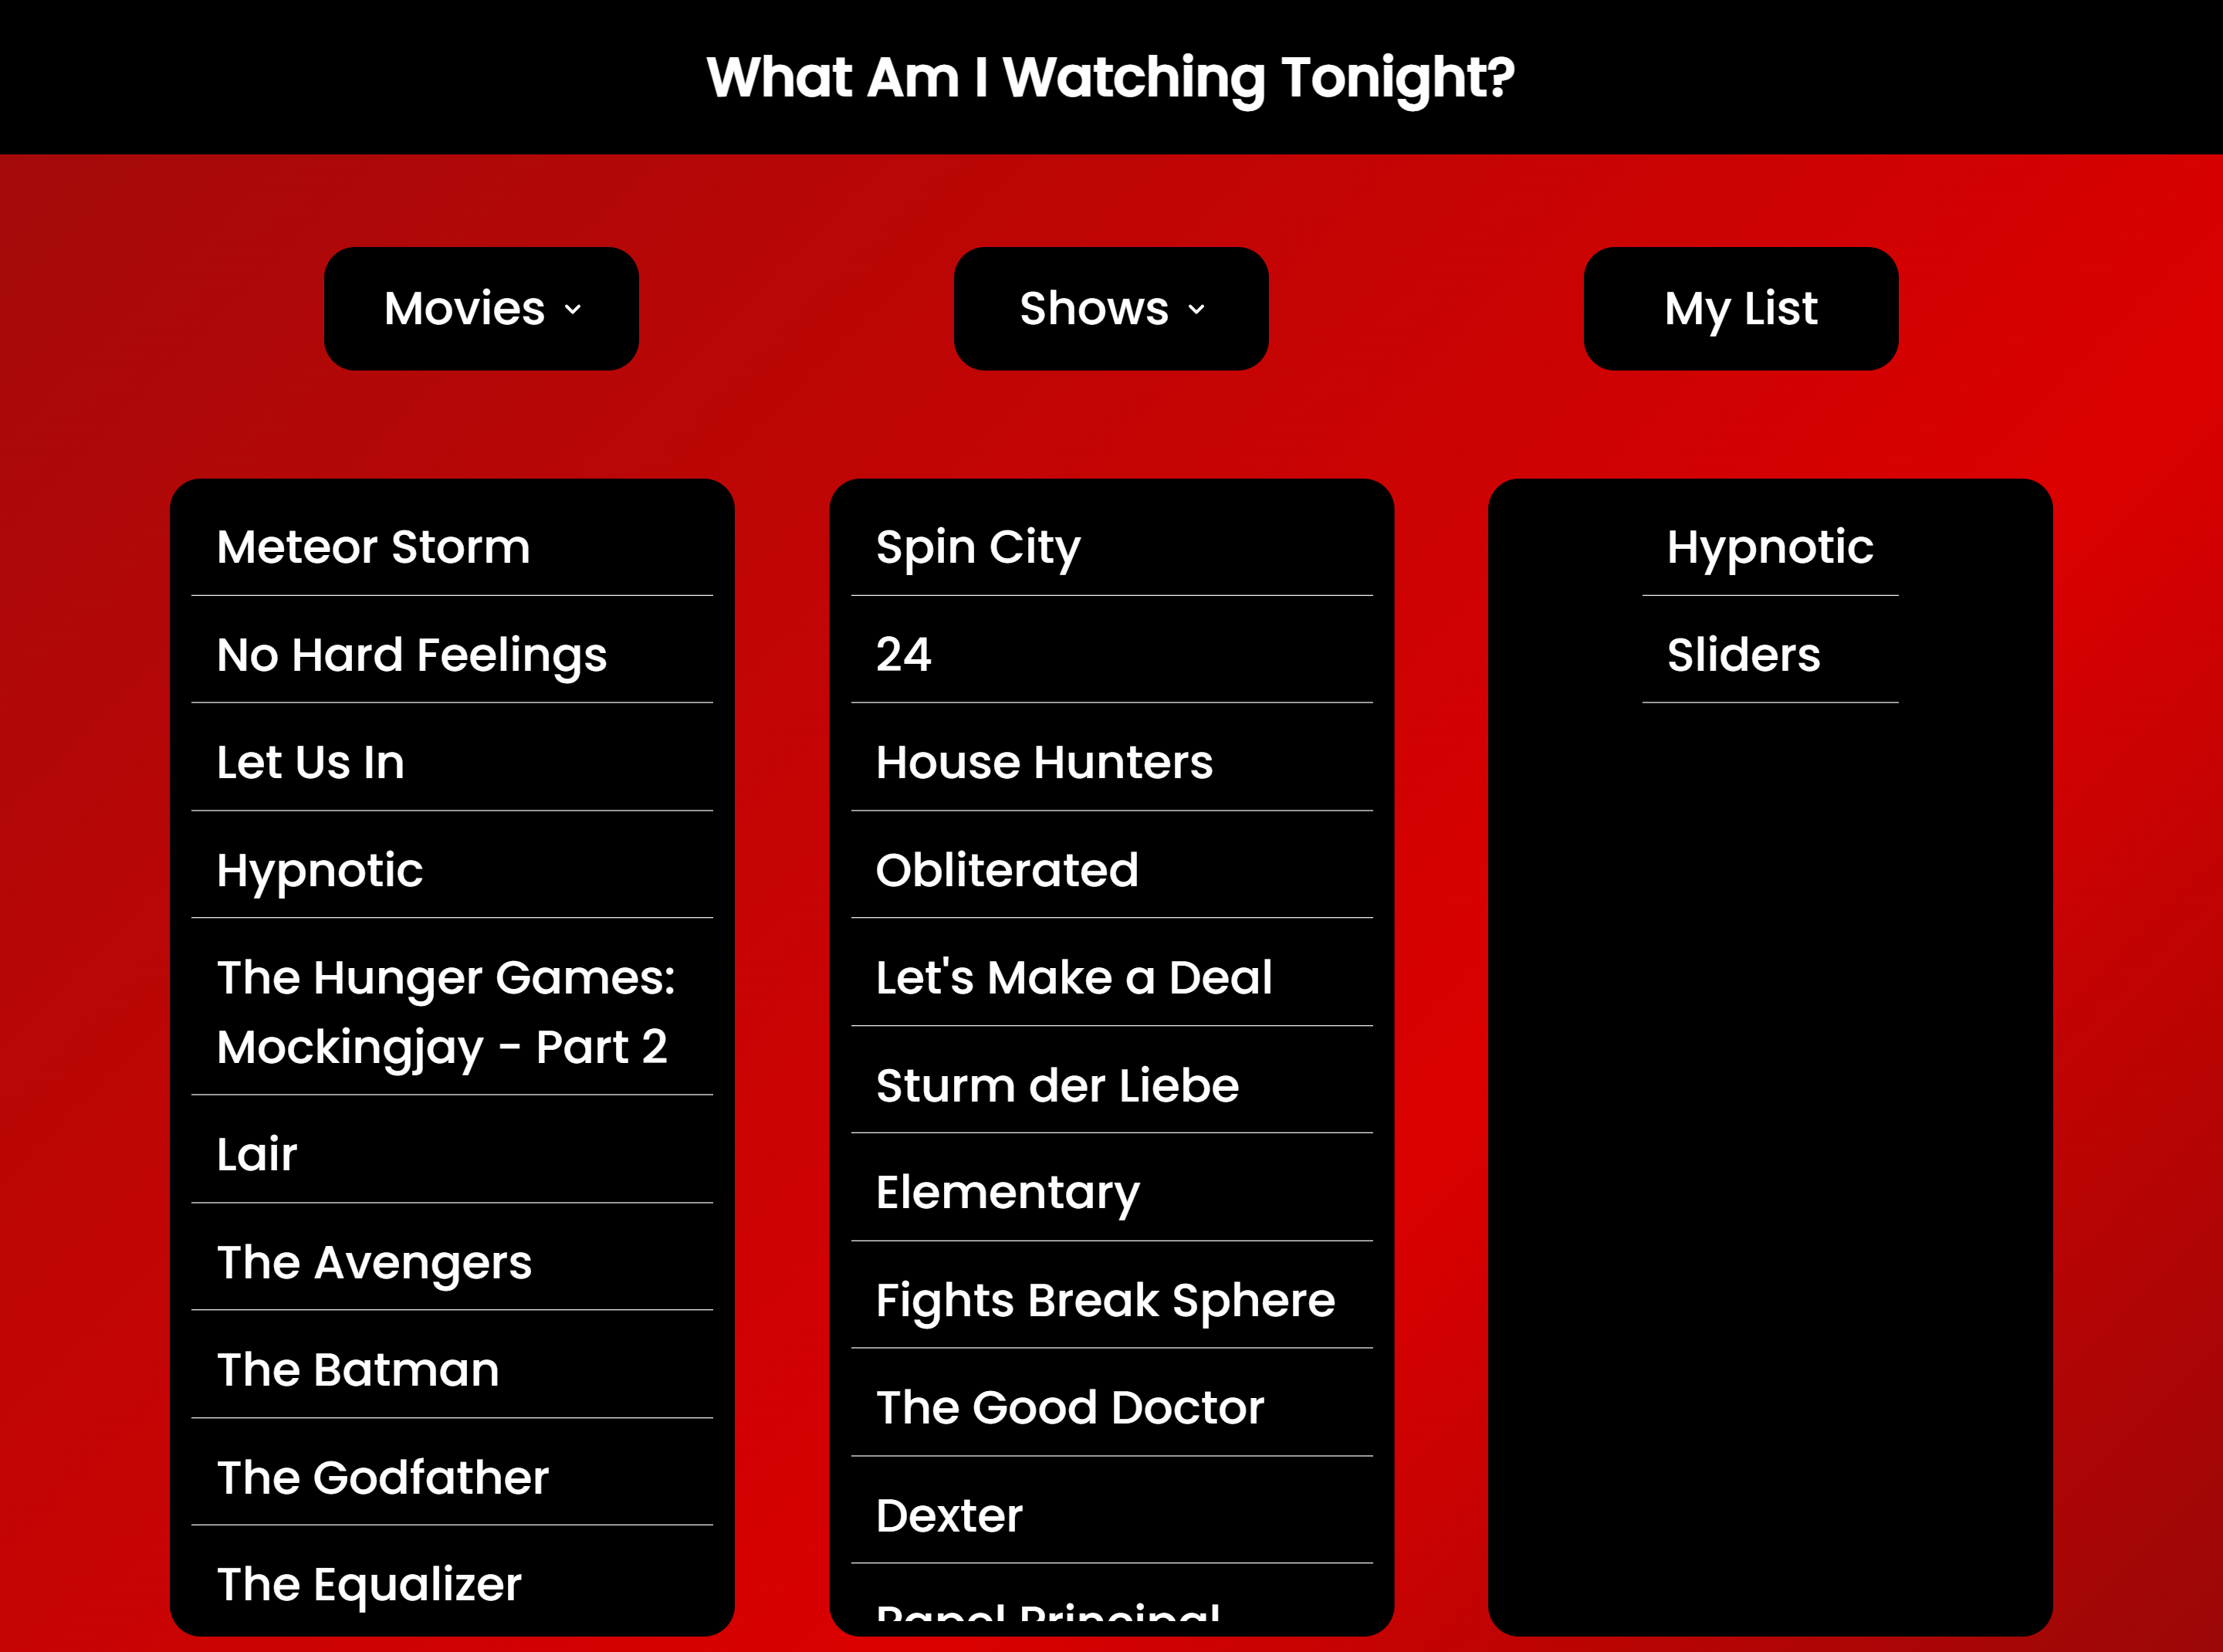 What Am I Watching Tonight?
Movies
Shows
My List
Meteor Storm
No Hard Feelings
Let Us In
Hypnotic
The Hunger Games:
Mockingjay - Part 2
Lair
The Avengers
The Batman
The Godfather
The Equalizer
Spin City
24
House Hunters
Obliterated
Let's Make a Deal
Sturm der Liebe
Elementary
Fights Break Sphere
The Good Doctor
Dexter
Papel Principal
Hypnotic
Sliders